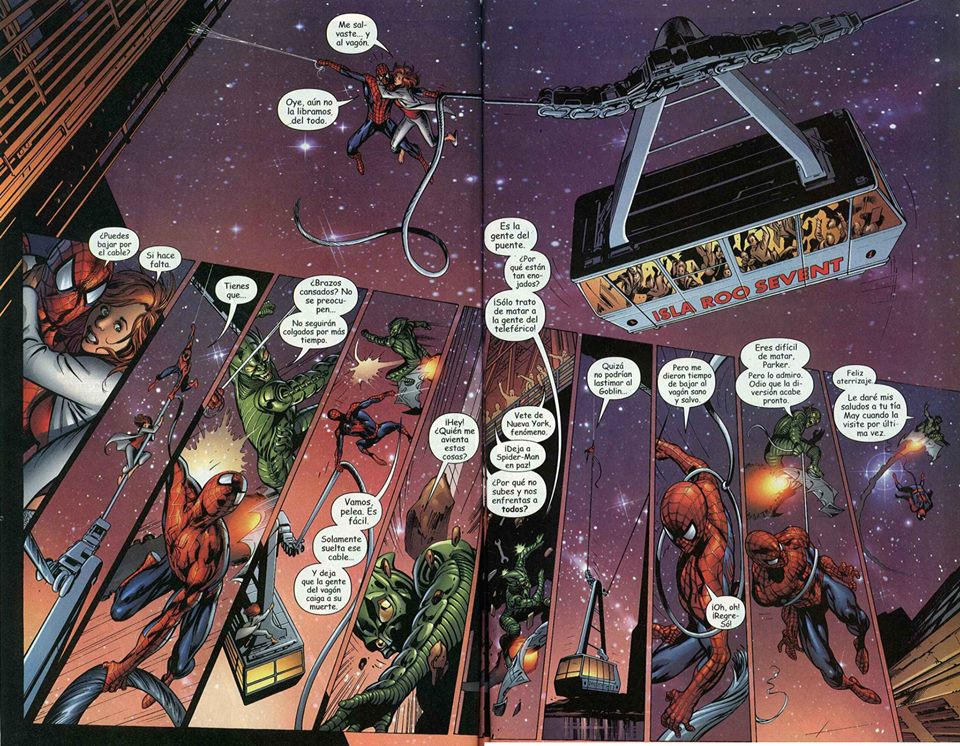 Me sal-
vaste... y
al vagón.
Oye, aún no
la libramos
del todo.
ISLA ROO SEVENT
¿Puedes
bajar por
el cable?
Si hace
falta.
Tienes
que...
¿Brazos
cansados? No
se preocu-
pen...
No seguirán
colgados por más
tiempo.
Vamos,
pelea. Es
fácil.
Solamente
suelta ese
cable...
Y deja
que la gente
del vagón
caiga a su
muerte.
¡Hey!
¿Quién me
avienta
estas
cosas?
Es la
gente del
puente.
¿Por
qué están
tan eno-
jados?
¡Sólo trato
de matar a
la gente del
teleférico!
Vete de
Nueva York,
fenómeno.
¡Deja a
Spider-Man
en paz!
¿Por qué no
subes y nos
enfrentas a
todos?
Quizá
no podrían
lastimar al
Goblin...
Pero me
dieron tiempo
de bajar al
vagón sano
y salvo.
¡Oh, oh!
¡Regre-
só!
Eres difícil
de matar,
Parker.
Pero lo admiro.
Odio que la di-
versión acabe
pronto.
Feliz
aterrizaje.
Le daré mis
saludos a tu tía
May cuando la
visite por últi-
ma vez.